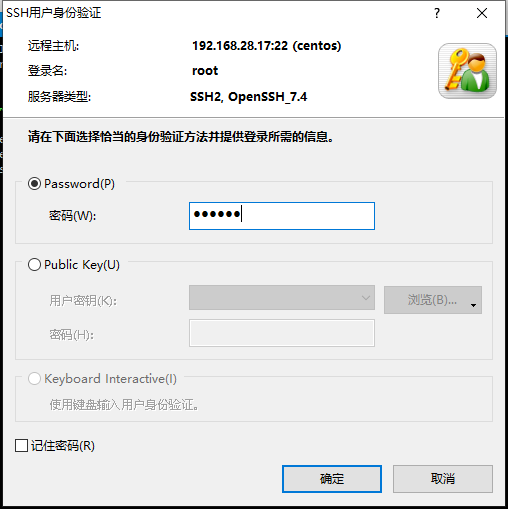 SSH用户身份验证
远程主机: 192.168.28.17:22 (centos)
登录名: root
服务器类型: SSH2, OpenSSH_7.4
请在下面选择恰当的身份验证方法并提供登录所需的信息。
Password(P)
密码(W): ●●●●●●
Public Key(U)
用户密钥(K): 浏览(B)...
密码(H):
Keyboard Interactive(I)
使用键盘输入用户身份验证。
记住密码(R)
确定 取消